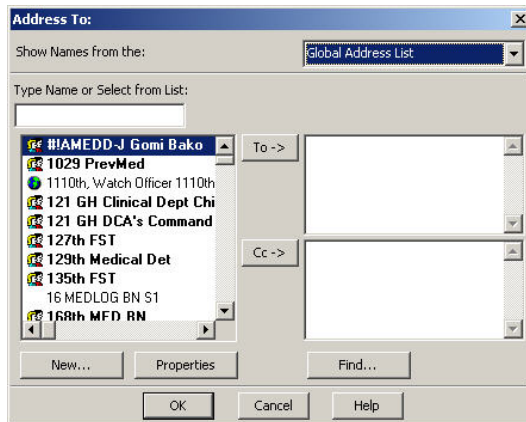 Address To:
Show Names from the:
Global Address List
Type Name or Select from List:
#!AMEDD-J Gomi Bako
1029 PrevMed
1110th, Watch Officer 1110th
121 GH Clinical Dept Chi
121 GH DCA's Command
127th FST
129th Medical Det
135th FST
16 MEDLOG BN S1
168th MED BN
To ->
Cc ->
New...
Properties
Find...
OK
Cancel
Help